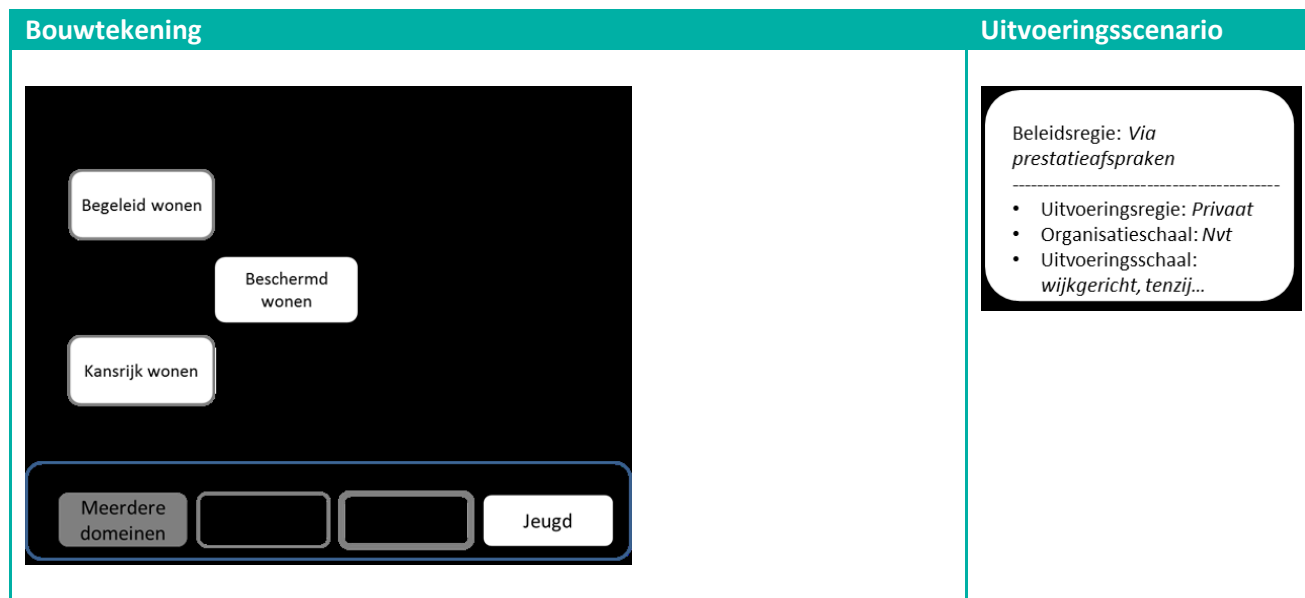 Bouwtekening
Uitvoeringsscenario
Begeleid wonen
Beschermd
wonen
Kansrijk wonen
Meerdere
domeinen
Jeugd
Beleidsregie: Via
prestatieafspraken
--------------------------------------------
• Uitvoeringsregie: Privaat
• Organisatieschaal: Nvt
• Uitvoeringsschaal:
wijkgericht, tenzij...